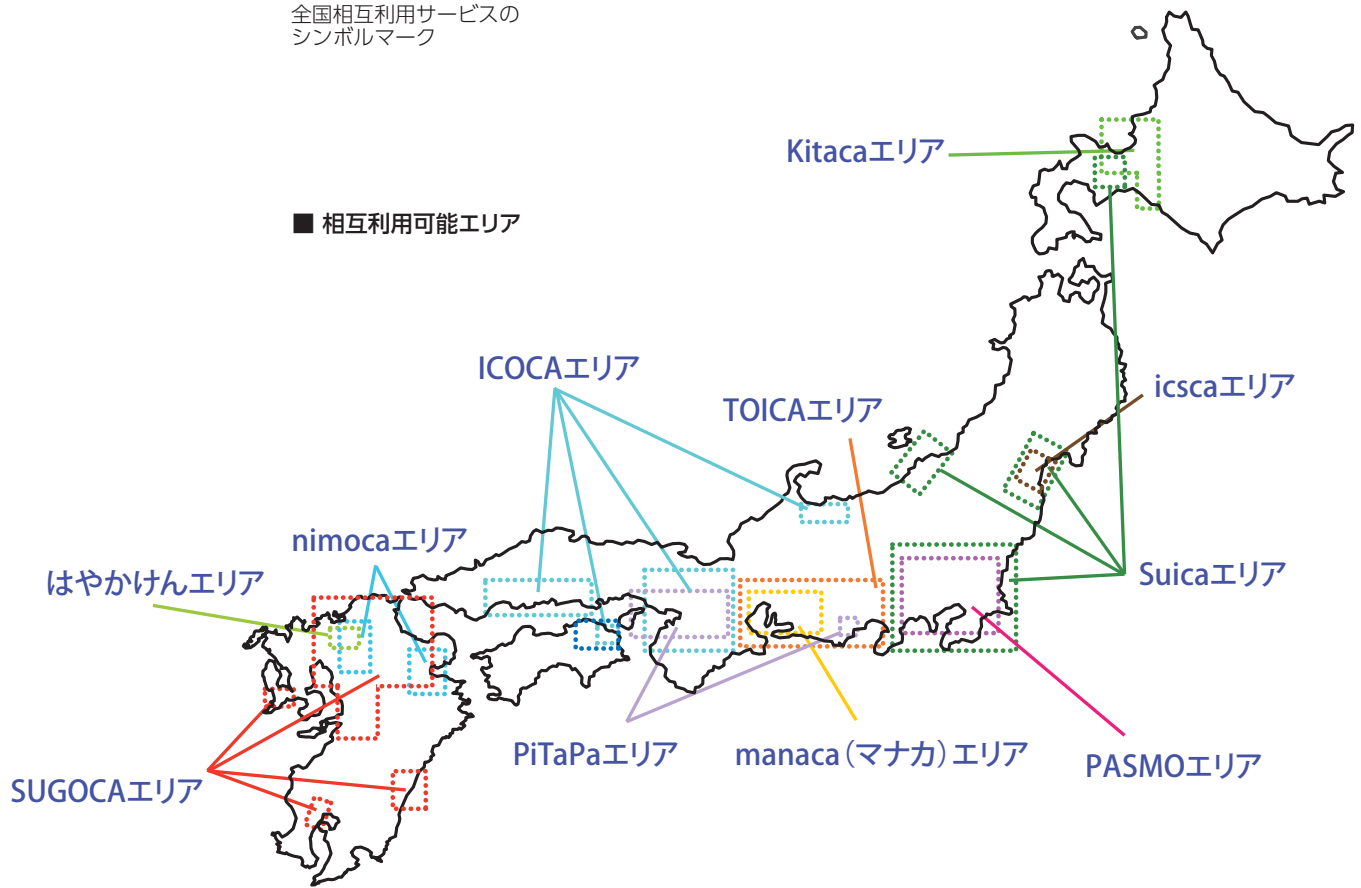 全国相互利用サービスの
シンボルマーク
Kitacaエリア
■ 相互利用可能エリア
ICOCAエリア
TOICAエリア
icscaエリア
nimocaエリア
はやかけんエリア
Suicaエリア
PiTaPaエリア
manaca（マナカ）エリア
PASMOエリア
SUGOCAエリア